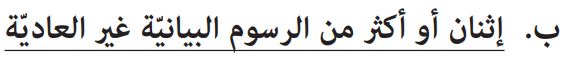 ب. إثنان أو أكثر من الرسوم البيانيّة غير العاديّة